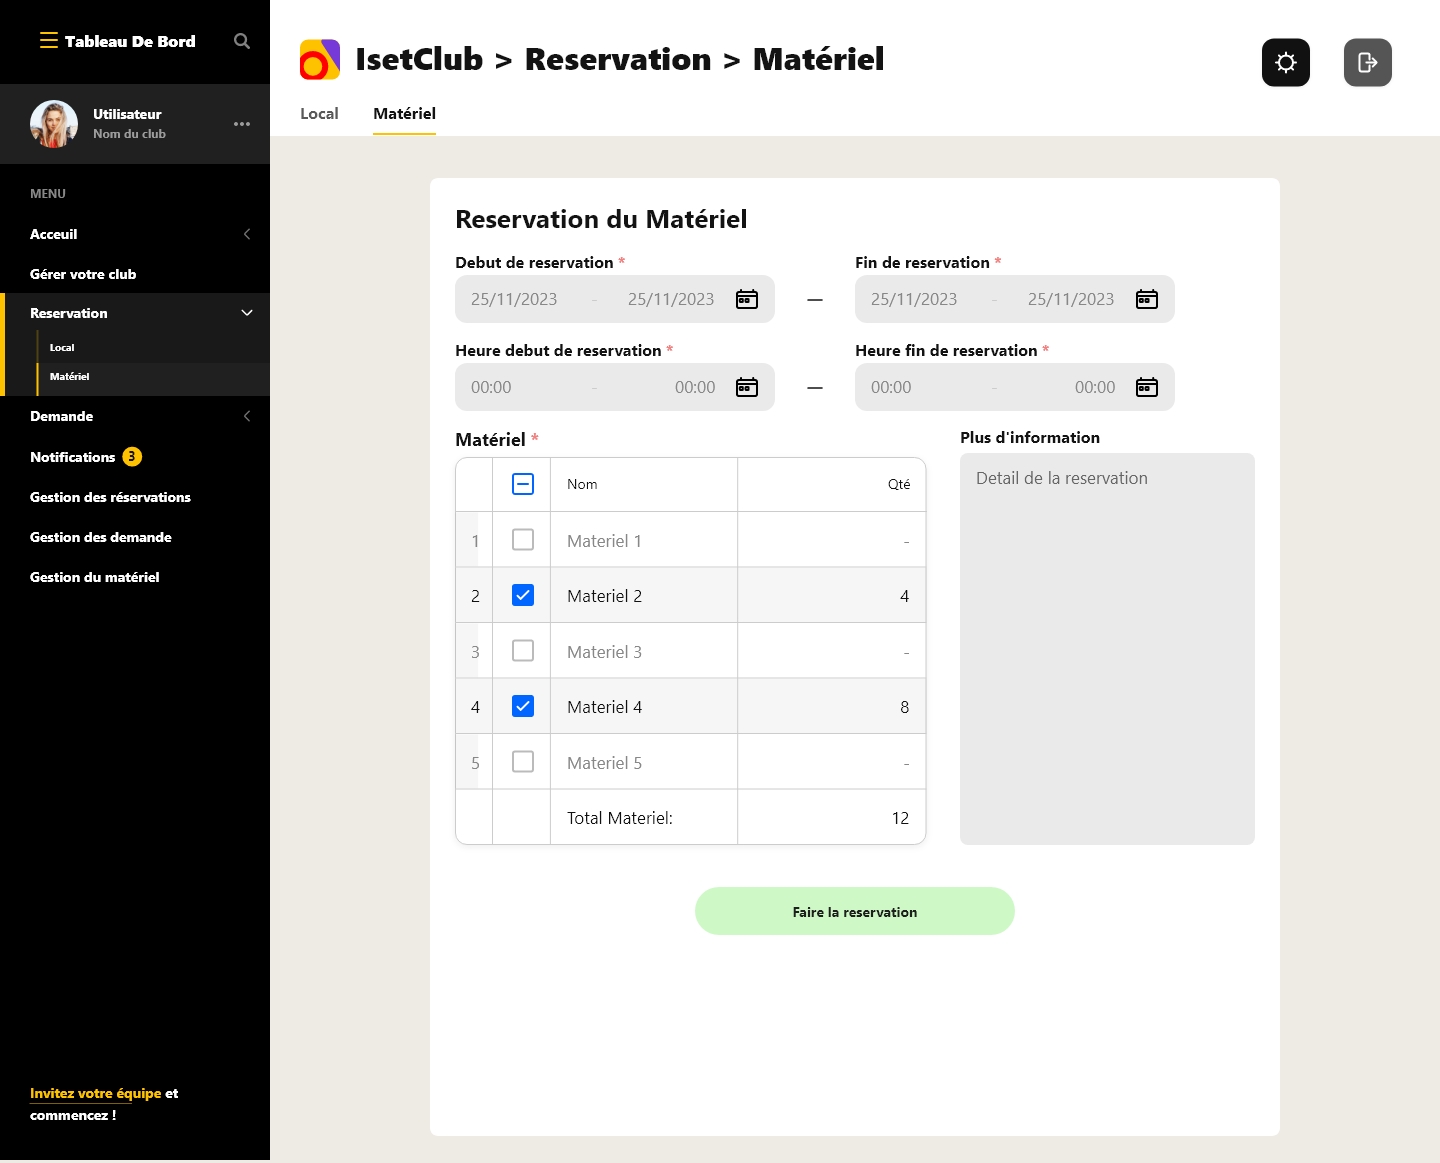 Tableau De Bord
Utilisateur
Nom du club
MENU
Acceuil
Gérer votre club
Reservation
Local
Matériel
Demande
Notifications 3
Gestion des réservations
Gestion des demande
Gestion du matériel
Invitez votre équipe et
commencez !
IsetClub > Reservation > Matériel
Local Matériel
Reservation du Matériel
Debut de reservation * Fin de reservation *
25/11/2023 - 25/11/2023 — 25/11/2023 - 25/11/2023
Heure debut de reservation * Heure fin de reservation *
00:00 - 00:00 — 00:00 - 00:00
Matériel *
Nom Qté
1 Materiel 1 -
2 Materiel 2 4
3 Materiel 3 -
4 Materiel 4 8
5 Materiel 5 -
Total Materiel: 12
Plus d'information
Detail de la reservation
Faire la reservation